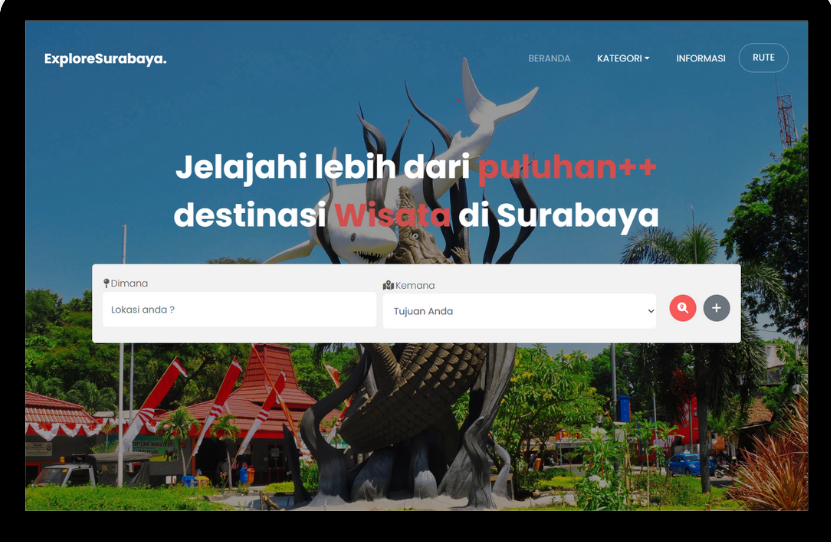 ExploreSurabaya.
BERANDA KATEGORI INFORMASI RUTE
Jelajahi lebih dari puluhan++
destinasi Wisata di Surabaya
Dimana Kemana
Lokasi anda ? Tujuan Anda